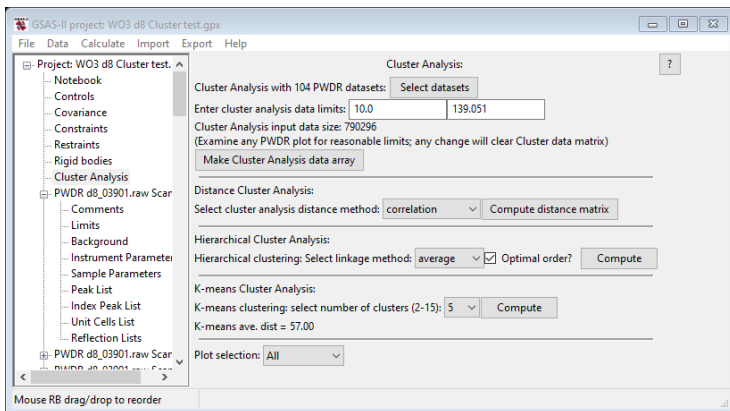 GSAS-II project: WO3 d8 Cluster test.gpx
File Data Calculate Import Export Help
Project: WO3 d8 Cluster test.
Notebook
Controls
Covariance
Constraints
Restraints
Rigid bodies
Cluster Analysis
PWDR d8_03901.raw Scan
Comments
Limits
Background
Instrument Parameter
Sample Parameters
Peak List
Index Peak List
Unit Cells List
Reflection Lists
PWDR d8_03901.raw Scan
PWDR d8_03901.raw Scan
Cluster Analysis:
?
Cluster Analysis with 104 PWDR datasets: Select datasets
Enter cluster analysis data limits: 10.0 139.051
Cluster Analysis input data size: 790296
(Examine any PWDR plot for reasonable limits; any change will clear Cluster data matrix)
Make Cluster Analysis data array
Distance Cluster Analysis:
Select cluster analysis distance method: correlation Compute distance matrix
Hierarchical Cluster Analysis:
Hierarchical clustering: Select linkage method: average Optimal order? Compute
K-means Cluster Analysis:
K-means clustering: select number of clusters (2-15): 5 Compute
K-means ave. dist = 57.00
Plot selection: All
Mouse RB drag/drop to reorder